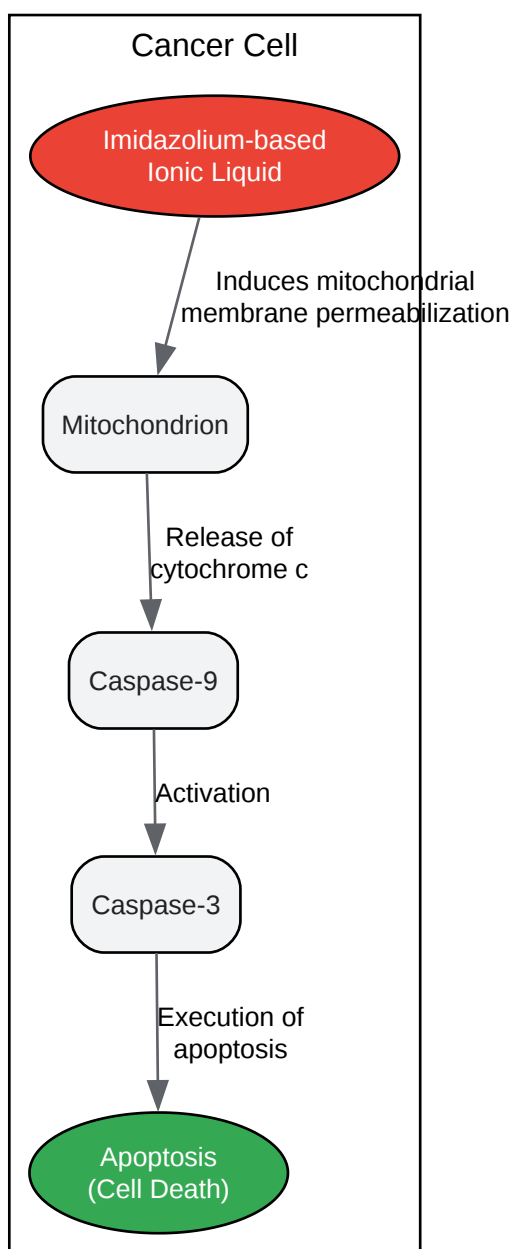 Cancer Cell
Imidazolium-based
Ionic Liquid
Induces mitochondrial
membrane permeabilization
Mitochondrion
Release of
cytochrome c
Caspase-9
Activation
Caspase-3
Execution of
apoptosis
Apoptosis
(Cell Death)